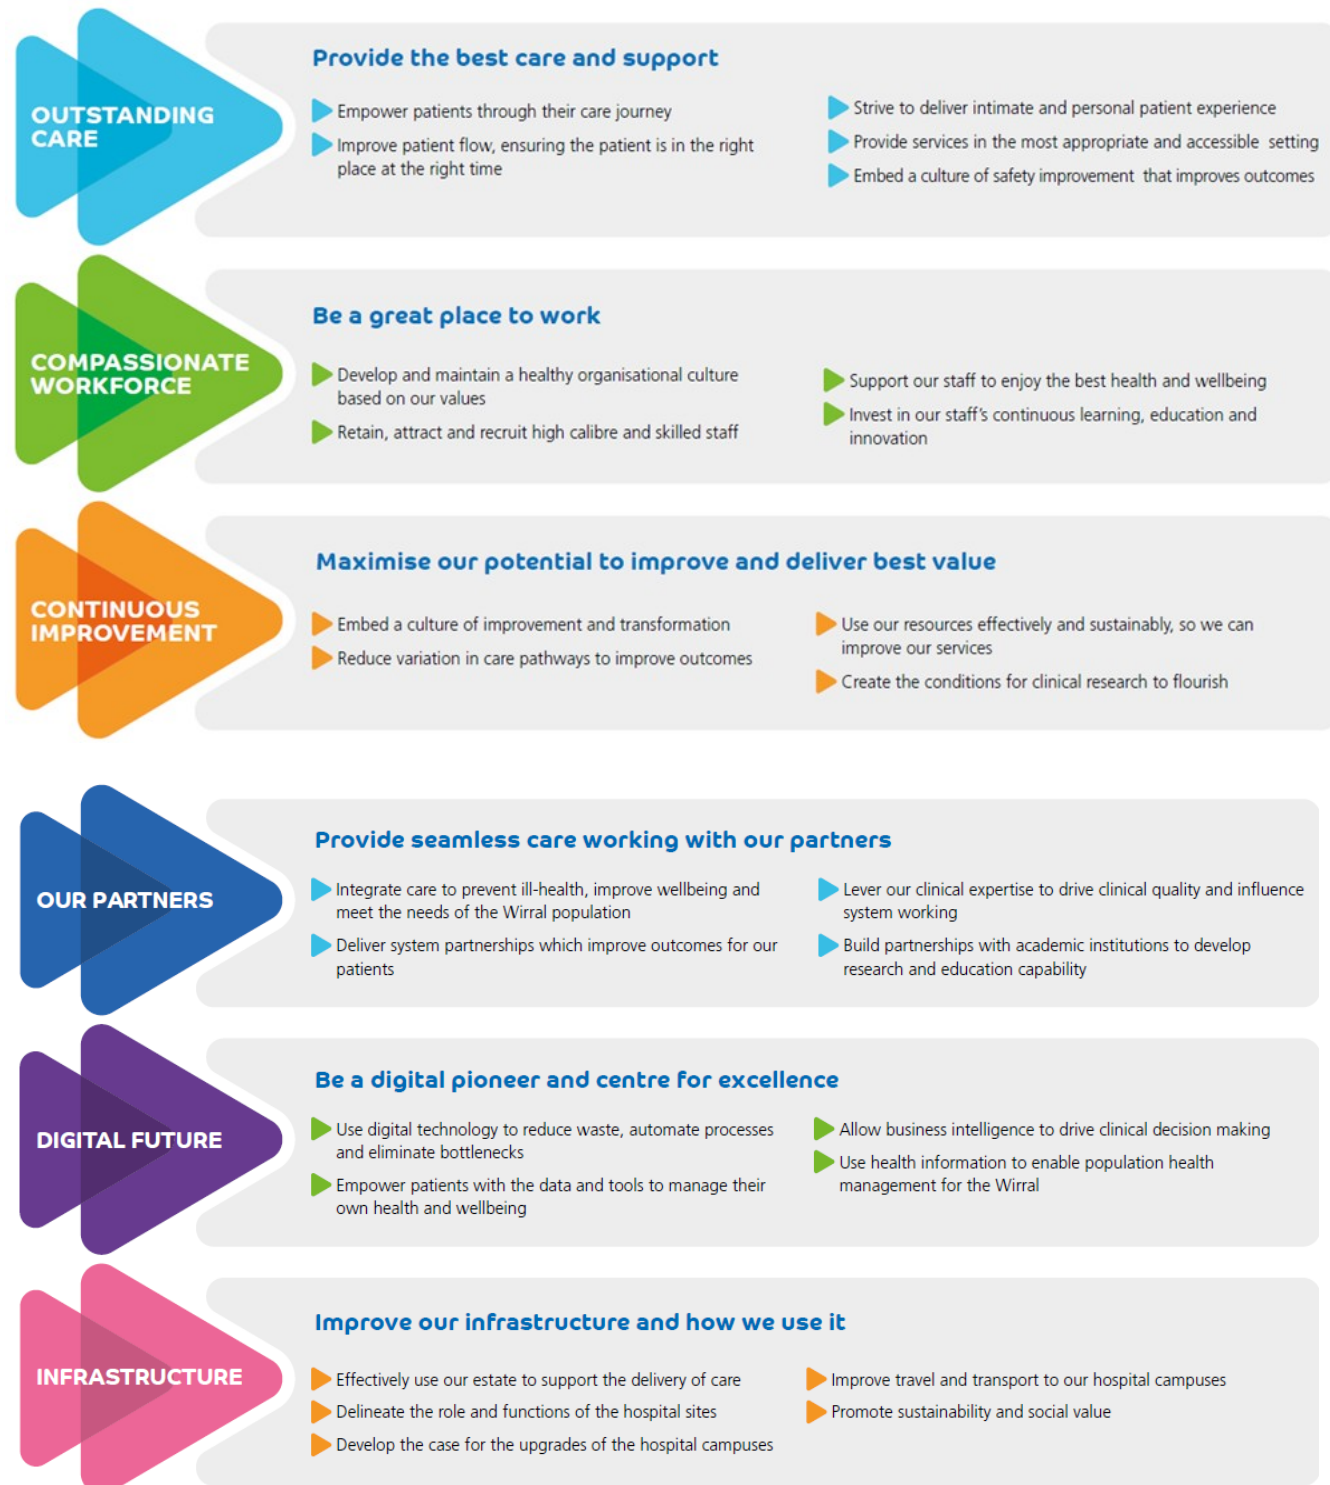 OUTSTANDING
CARE
Provide the best care and support
Empower patients through their care journey
Improve patient flow, ensuring the patient is in the right
place at the right time
Strive to deliver intimate and personal patient experience
Provide services in the most appropriate and accessible setting
Embed a culture of safety improvement that improves outcomes
COMPASSIONATE
WORKFORCE
Be a great place to work
Develop and maintain a healthy organisational culture
based on our values
Retain, attract and recruit high calibre and skilled staff
Support our staff to enjoy the best health and wellbeing
Invest in our staff's continuous learning, education and
innovation
CONTINUOUS
IMPROVEMENT
Maximise our potential to improve and deliver best value
Embed a culture of improvement and transformation
Reduce variation in care pathways to improve outcomes
Use our resources effectively and sustainably, so we can
improve our services
Create the conditions for clinical research to flourish
OUR PARTNERS
Provide seamless care working with our partners
Integrate care to prevent ill-health, improve wellbeing and
meet the needs of the Wirral population
Deliver system partnerships which improve outcomes for our
patients
Lever our clinical expertise to drive clinical quality and influence
system working
Build partnerships with academic institutions to develop
research and education capability
DIGITAL FUTURE
Be a digital pioneer and centre for excellence
Use digital technology to reduce waste, automate processes
and eliminate bottlenecks
Empower patients with the data and tools to manage their
own health and wellbeing
Allow business intelligence to drive clinical decision making
Use health information to enable population health
management for the Wirral
INFRASTRUCTURE
Improve our infrastructure and how we use it
Effectively use our estate to support the delivery of care
Delineate the role and functions of the hospital sites
Develop the case for the upgrades of the hospital campuses
Improve travel and transport to our hospital campuses
Promote sustainability and social value